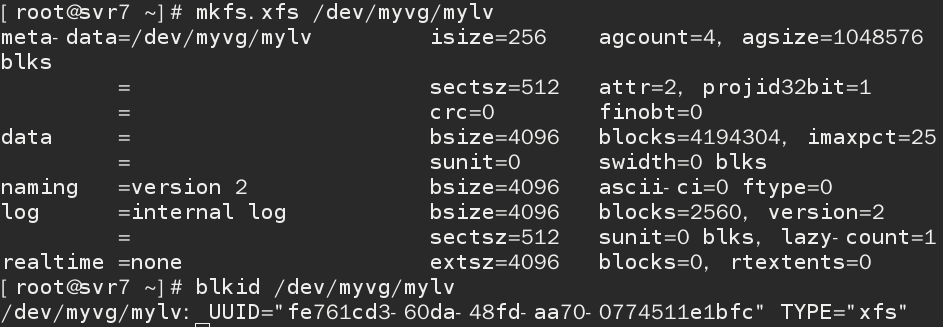 [root@svr7 ~]# mkfs.xfs /dev/myvg/mylv
meta-data=/dev/myvg/mylv         isize=256    agcount=4, agsize=1048576
blks
         =                       sectsz=512   attr=2, projid32bit=1
         =                       crc=0        finobt=0
data     =                       bsize=4096   blocks=4194304, imaxpct=25
         =                       sunit=0      swidth=0 blks
naming   =version 2              bsize=4096   ascii-ci=0 ftype=0
log      =internal log           bsize=4096   blocks=2560, version=2
         =                       sectsz=512   sunit=0 blks, lazy-count=1
realtime =none                   extsz=4096   blocks=0, rtextents=0
[root@svr7 ~]# blkid /dev/myvg/mylv
/dev/myvg/mylv: UUID="fe761cd3-60da-48fd-aa70-0774511e1bfc" TYPE="xfs"